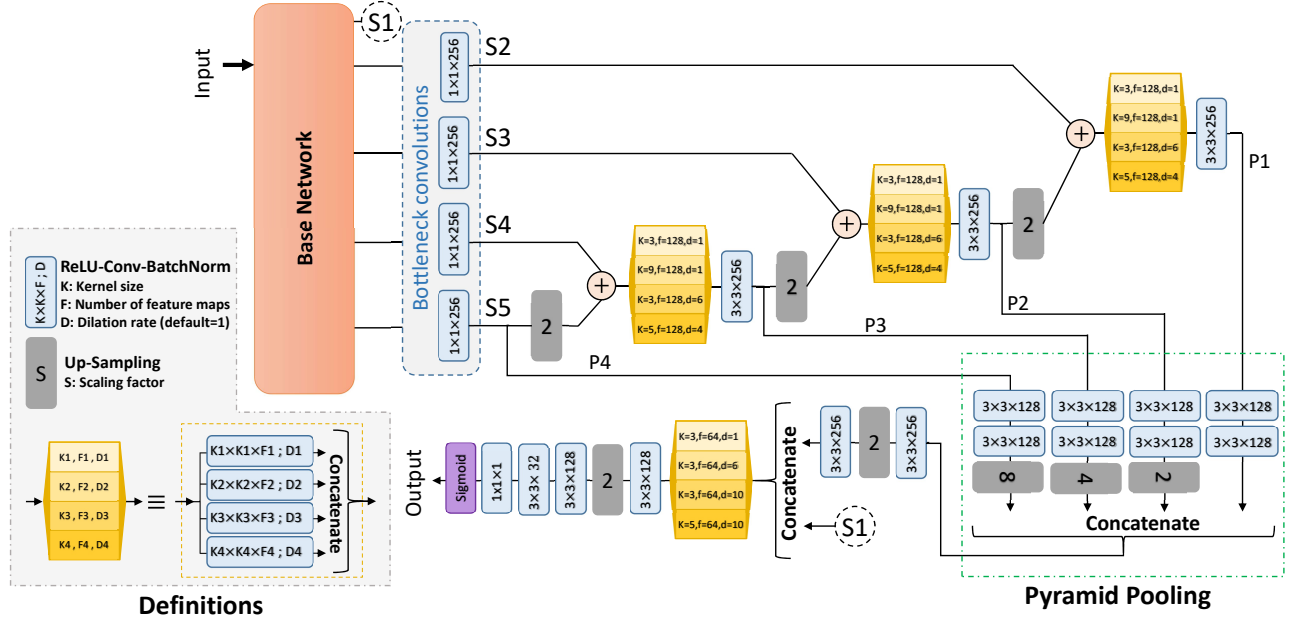 Input
Base Network
S1
Bottleneck convolutions
1×1×256
S2
1×1×256
S3
1×1×256
S4
1×1×256
S5
2
+
K=3,f=128,d=1
K=9,f=128,d=1
K=3,f=128,d=6
K=5,f=128,d=4
3×3×256
2
+
K=3,f=128,d=1
K=9,f=128,d=1
K=3,f=128,d=6
K=5,f=128,d=4
3×3×256
2
+
K=3,f=128,d=1
K=9,f=128,d=1
K=3,f=128,d=6
K=5,f=128,d=4
3×3×256
P1
P2
P3
P4
3×3×128 3×3×128 3×3×128 3×3×128
3×3×128 3×3×128 3×3×128 3×3×128
8 4 2
Concatenate
Pyramid Pooling
3×3×256
2
3×3×256
Concatenate
S1
K=3,f=64,d=1
K=3,f=64,d=6
K=3,f=64,d=10
K=5,f=64,d=10
3×3×128
2
3×3×128
3×3×32
1×1×1
Sigmoid
Output
K×K×F ; D
ReLU-Conv-BatchNorm
K: Kernel size
F: Number of feature maps
D: Dilation rate (default=1)
S
Up-Sampling
S: Scaling factor
K1 , F1 , D1
K2 , F2 , D2
K3 , F3 , D3
K4 , F4 , D4
≡
K1×K1×F1 ; D1
K2×K2×F2 ; D2
K3×K3×F3 ; D3
K4×K4×F4 ; D4
Concatenate
Definitions